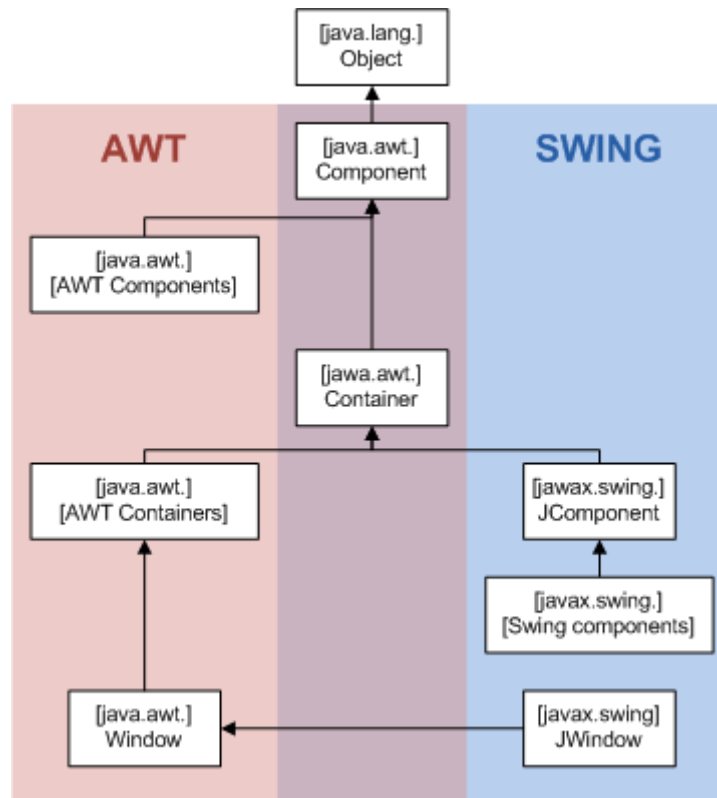 [java.lang.]
Object
AWT
SWING
[java.awt.]
Component
[java.awt.]
[AWT Components]
[jawa.awt.]
Container
[java.awt.]
[AWT Containers]
[jawax.swing.]
JComponent
[javax.swing.]
[Swing components]
[java.awt.]
Window
[javax.swing]
JWindow